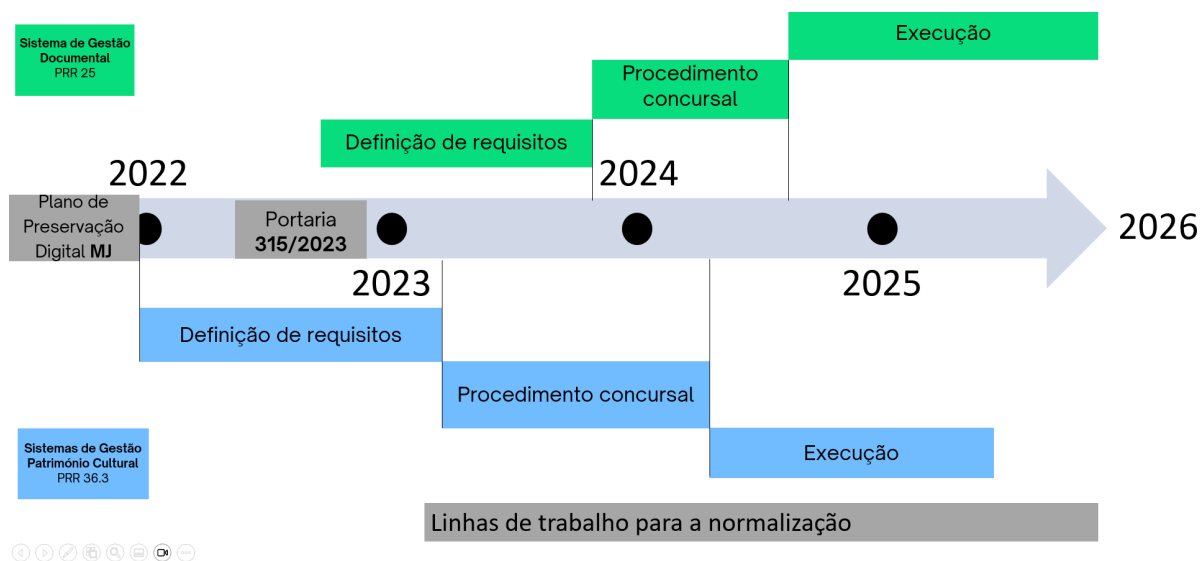 Sistema de Gestão
Documental
PRR 25
Execução
Procedimento
concursal
Definição de requisitos
2022
2024
Plano de
Preservação
Digital MJ
Portaria
315/2023
2026
2023
2025
Definição de requisitos
Procedimento concursal
Execução
Sistemas de Gestão
Património Cultural
PRR 36.3
Linhas de trabalho para a normalização